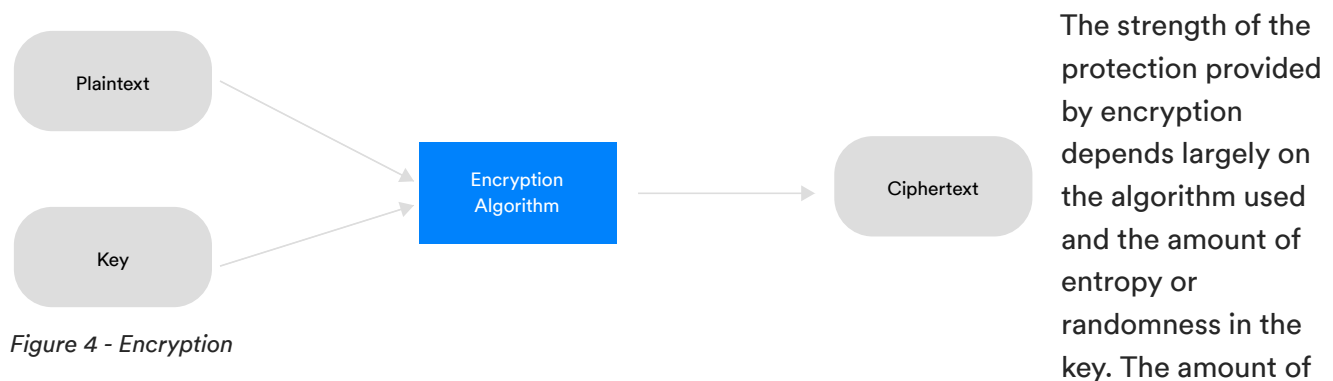 Plaintext
Key
Encryption
Algorithm
Ciphertext
Figure 4 - Encryption
The strength of the
protection provided
by encryption
depends largely on
the algorithm used
and the amount of
entropy or
randomness in the
key. The amount of